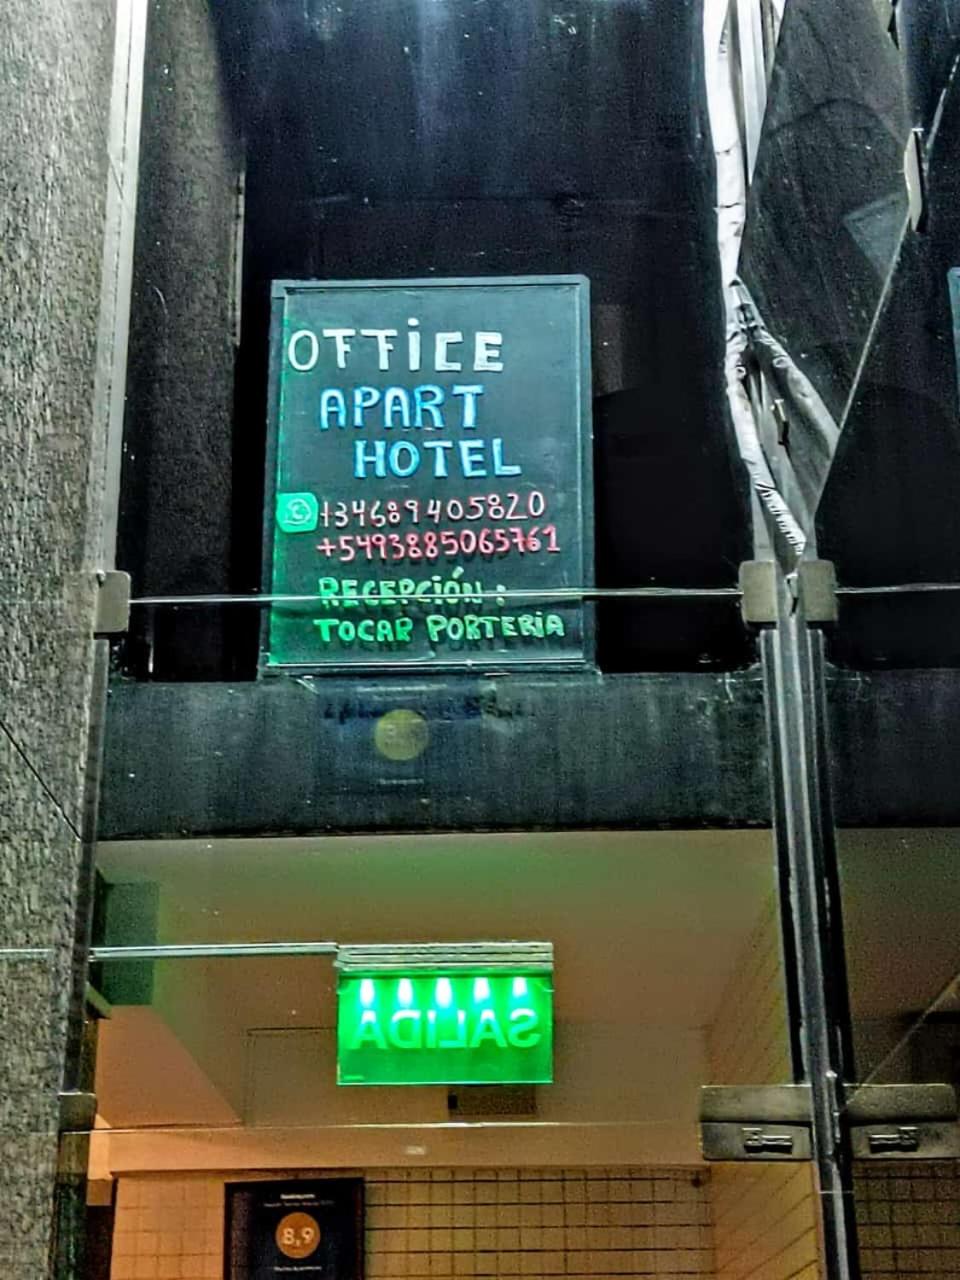 OFFICE
APART
HOTEL
+34689405820
+5493885065761
RECEPCIÓN:
TOCAR PORTERIA
SALIDA
8,9